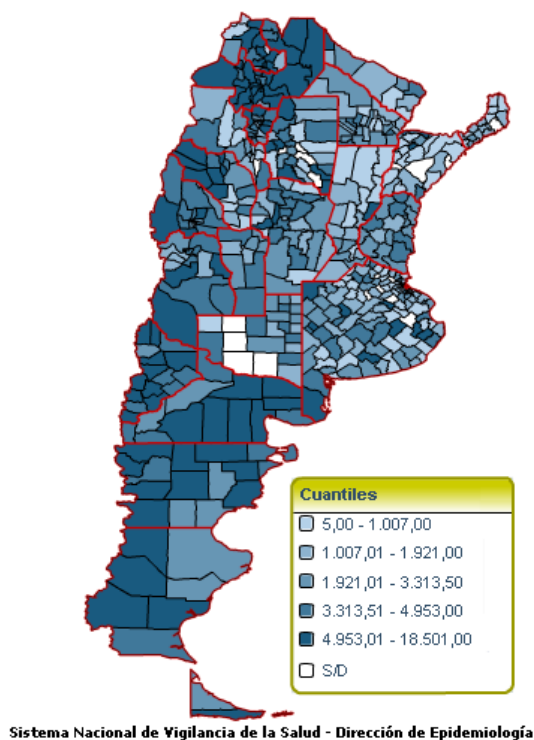 Cuantiles
5,00 - 1.007,00
1.007,01 - 1.921,00
1.921,01 - 3.313,50
3.313,51 - 4.953,00
4.953,01 - 18.501,00
S/D
Sistema Nacional de Vigilancia de la Salud - Dirección de Epidemiología